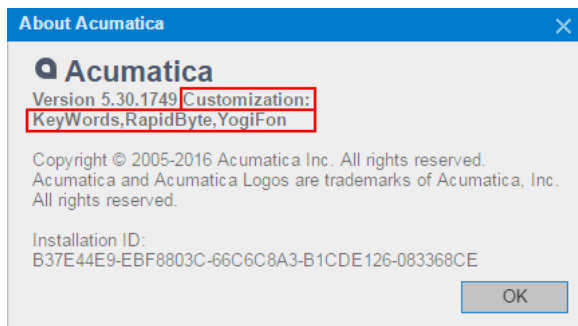 About Acumatica
Acumatica
Version 5.30.1749 Customization:
KeyWords,RapidByte,YogiFon
Copyright © 2005-2016 Acumatica Inc. All rights reserved.
Acumatica and Acumatica Logos are trademarks of Acumatica, Inc.
All rights reserved.
Installation ID:
B37E44E9-EBF8803C-66C6C8A3-B1CDE126-083368CE
OK